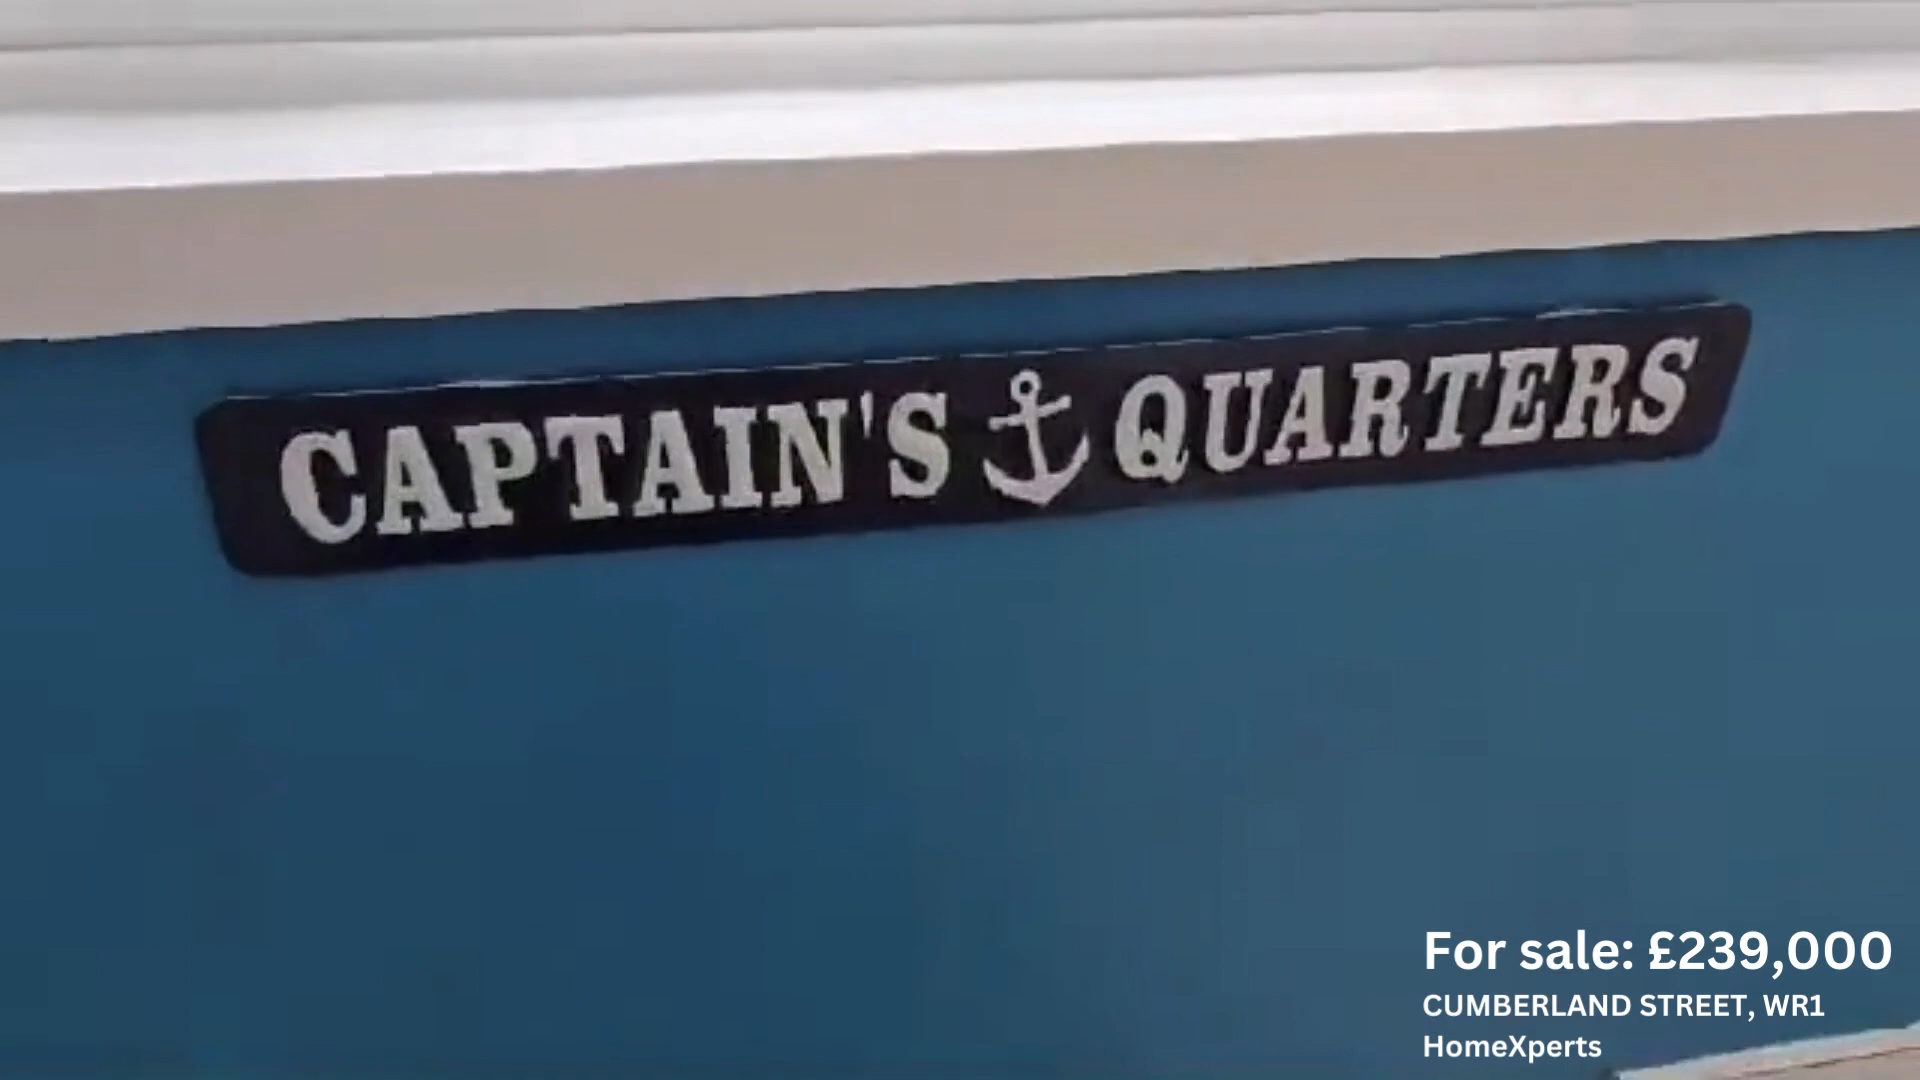 CAPTAIN'S QUARTERS
For sale: £239,000
CUMBERLAND STREET, WR1
HomeXperts